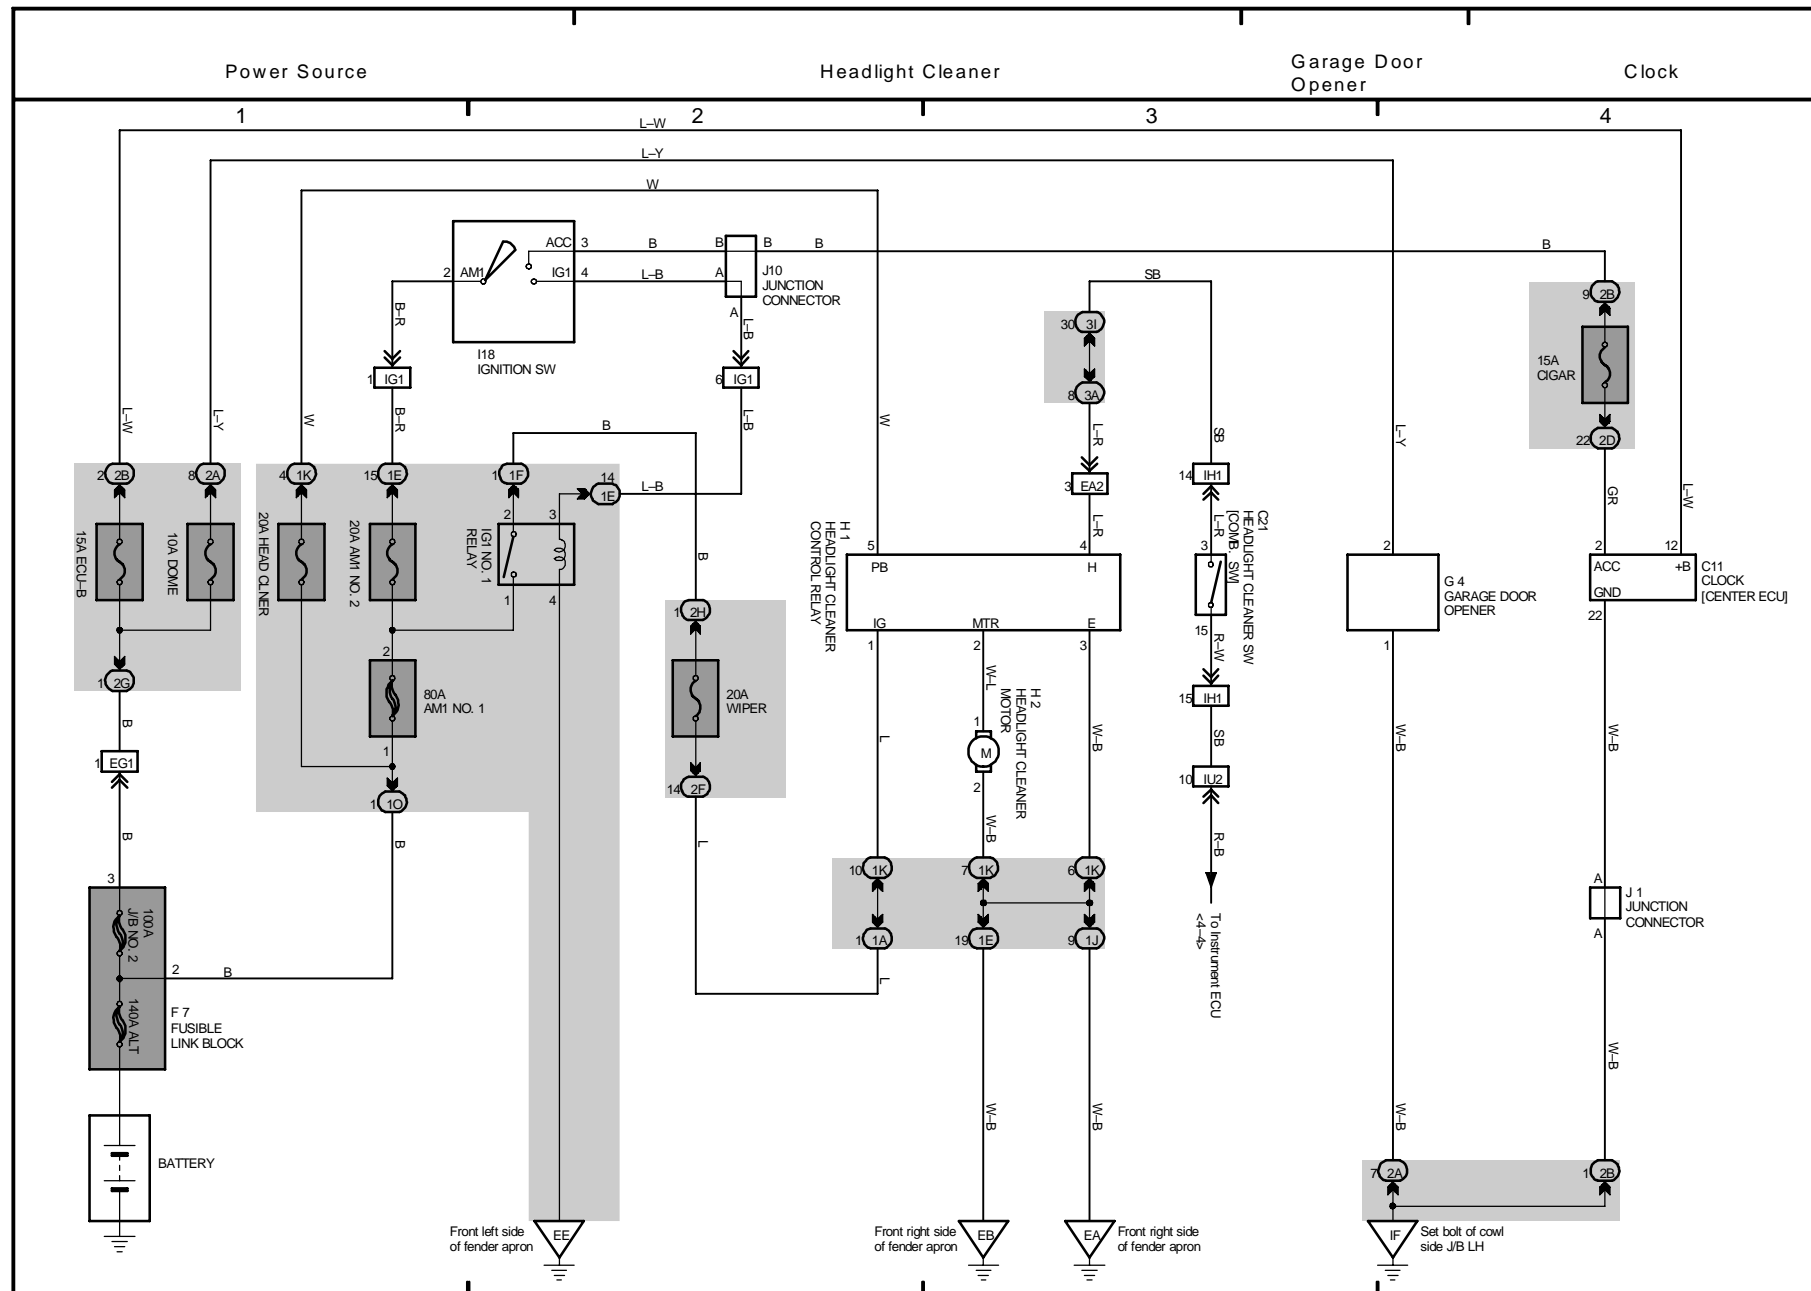 Power Source
Headlight Cleaner
Garage Door
Opener
Clock
1
2
3
4
L–W
L–Y
W
ACC 3 B B B B
2 AM1 IG1 4 L–B A
J10
JUNCTION
CONNECTOR
A
I18
IGNITION SW
B–R
L–B
SB
1 IG1
6 IG1
30 3I
8 3A
9 2B
15A
CIGAR
22 2D
L–W
L–Y
W
B–R
L–B
B
W
L–R
SB
L–Y
GR
L–W
2 2B
8 2A
4 1K
15 1E
1 1F
14
1E
L–B
3 EA2
14 IH1
15A ECU–B
10A DOME
20A HEAD CLNER
20A AM1 NO. 2
2 3
IG1 NO. 1
RELAY
1 4
B
L–R
L–R
H 1
HEADLIGHT CLEANER
CONTROL RELAY
5 4
PB H
IG MTR E
1 2 3
C21
HEADLIGHT CLEANER SW
[COMB. SW]
3
15
2
G 4
GARAGE DOOR
OPENER
1
2 12
ACC +B
GND
22
C11
CLOCK
[CENTER ECU]
1 2G
2
80A
AM1 NO. 1
1
1 2H
20A
WIPER
14 2F
W–L
R–W
H 2
HEADLIGHT CLEANER
MOTOR
1
M
2
15 IH1
SB
10 IU2
B
1 EG1
B
1 1O
B
L
L
W–B
W–B
W–B
W–B
R–B
To Instrument ECU
<4–4>
10 1K
7 1K
6 1K
1 1A
19 1E
9 1J
L
A
J 1
JUNCTION
CONNECTOR
A
3
100A
J/B NO. 2
2 B
140A ALT
F 7
FUSIBLE
LINK BLOCK
BATTERY
W–B
W–B
W–B
W–B
7 2A
1 2B
Front left side
of fender apron
EE
Front right side
of fender apron
EB
EA
Front right side
of fender apron
IF
Set bolt of cowl
side J/B LH